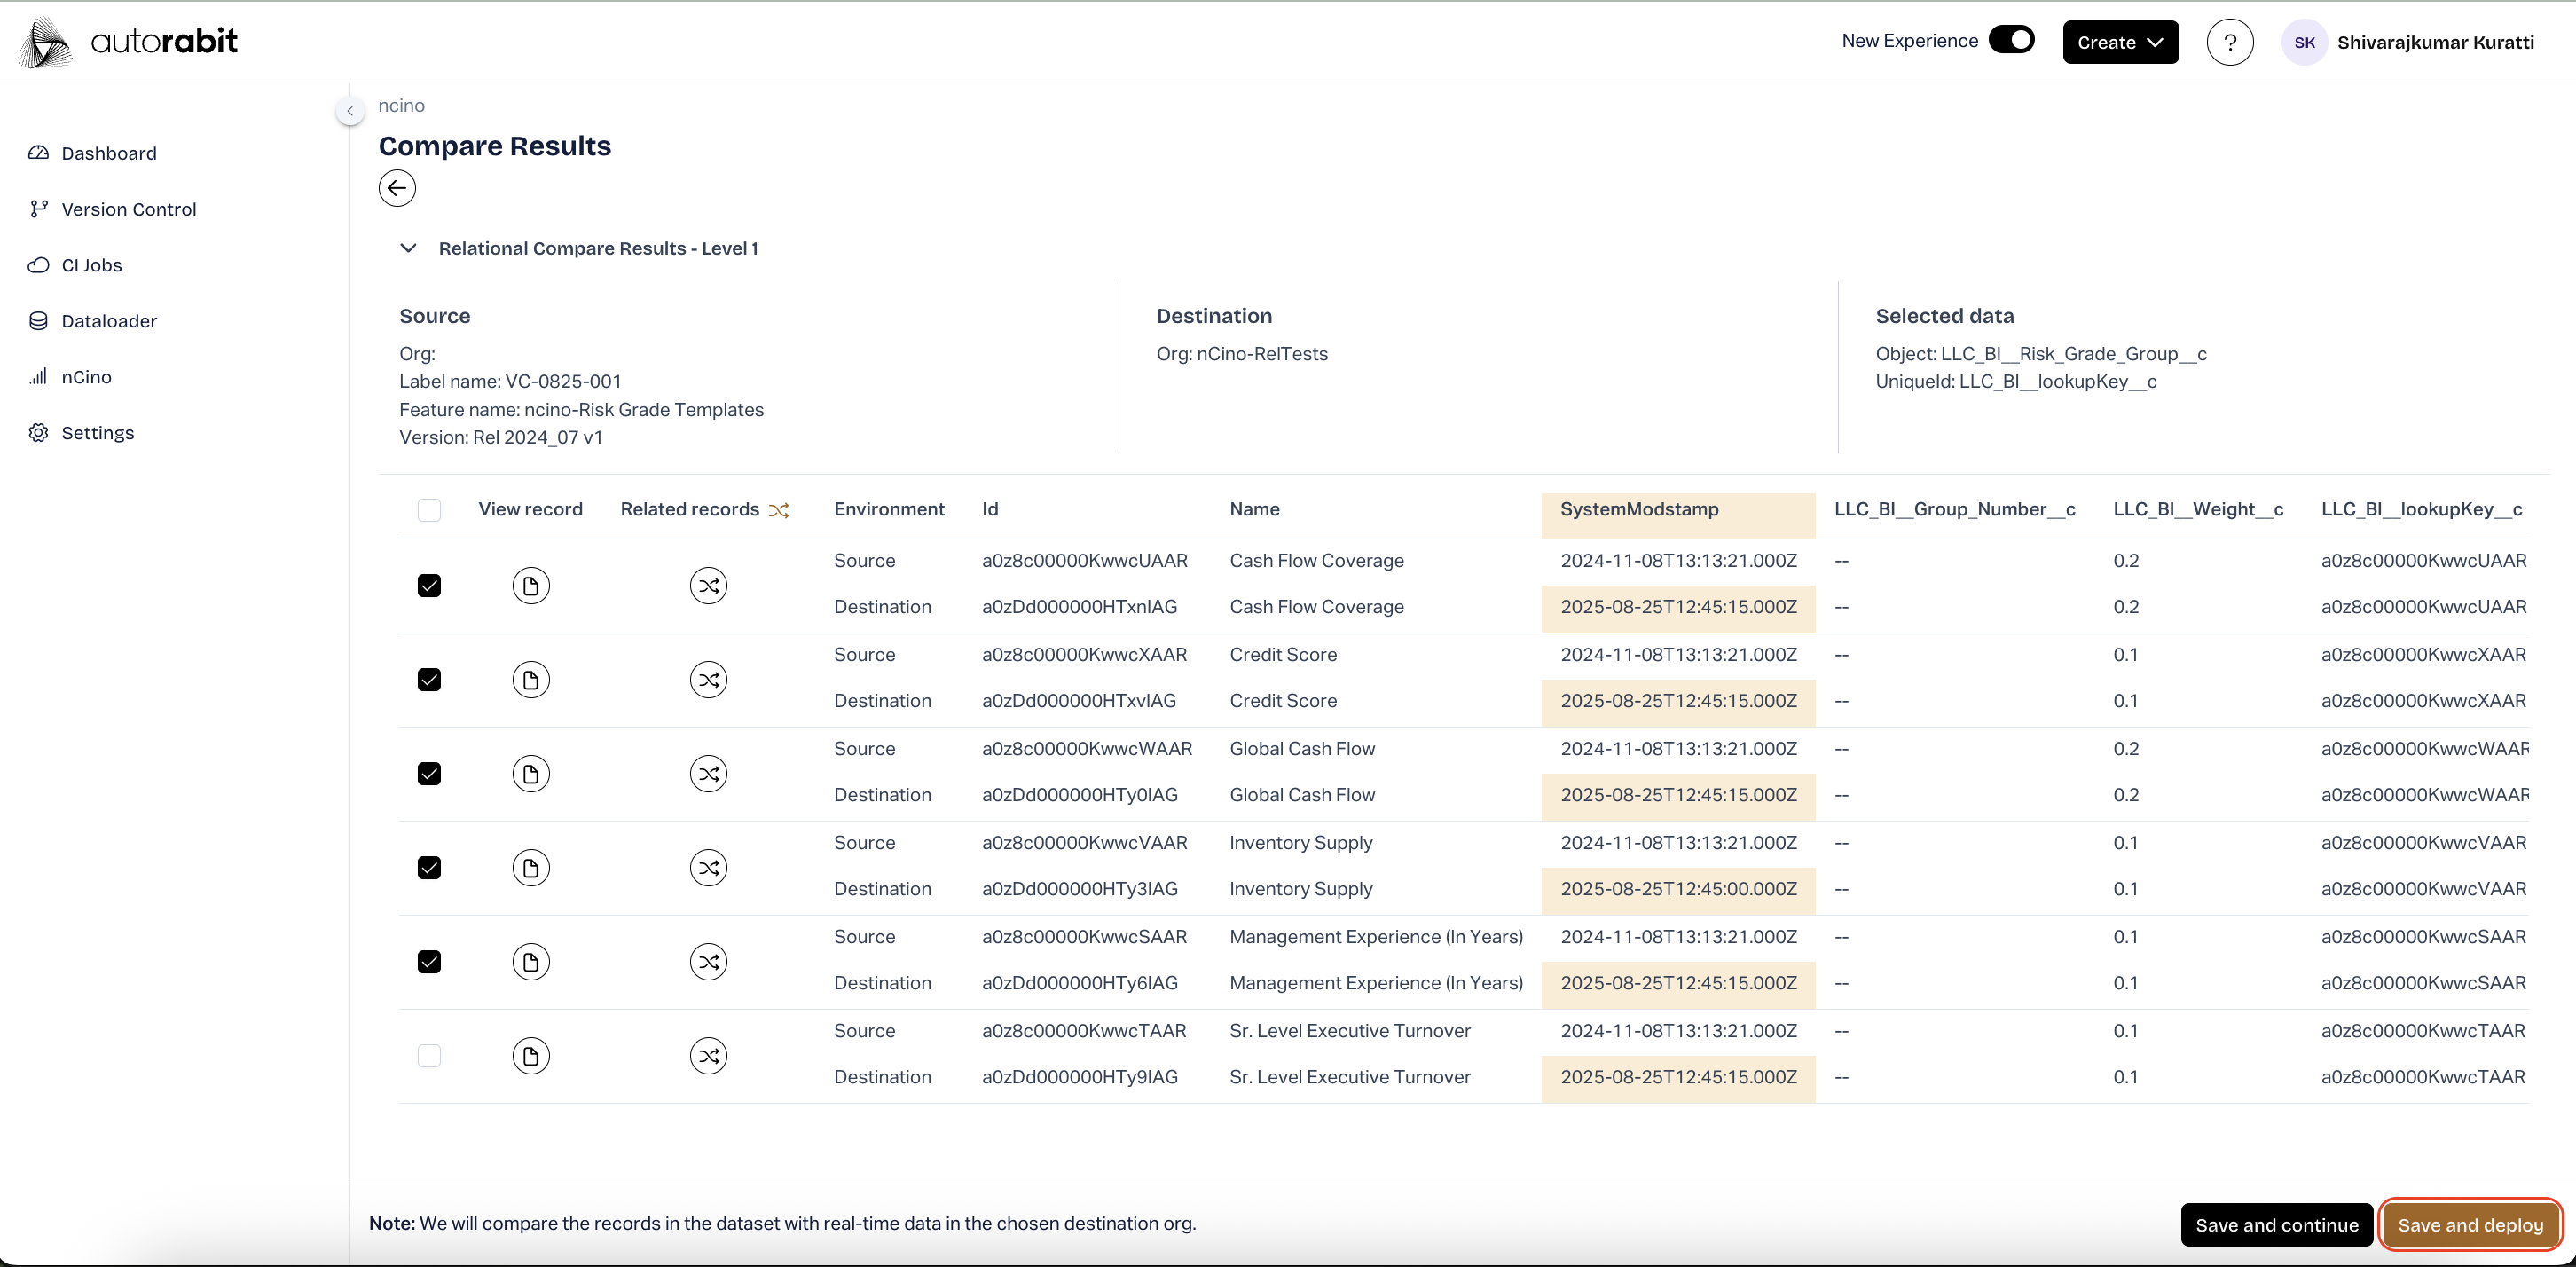 autorabit
New Experience
Create
?
SK
Shivarajkumar Kuratti
Dashboard
Version Control
CI Jobs
Dataloader
nCino
Settings
ncino
Compare Results
Relational Compare Results - Level 1
Source
Org:
Label name: VC-0825-001
Feature name: ncino-Risk Grade Templates
Version: Rel 2024_07 v1
Destination
Org: nCino-RelTests
Selected data
Object: LLC_BI__Risk_Grade_Group__c
UniqueId: LLC_BI__lookupKey__c
View record Related records Environment Id Name SystemModstamp LLC_BI__Group_Number__c LLC_BI__Weight__c LLC_BI__lookupKey__c
Source a0z8c00000KwwcUAAR Cash Flow Coverage 2024-11-08T13:13:21.000Z -- 0.2 a0z8c00000KwwcUAAR
Destination a0zDd000000HTxnIAG Cash Flow Coverage 2025-08-25T12:45:15.000Z -- 0.2 a0z8c00000KwwcUAAR
Source a0z8c00000KwwcXAAR Credit Score 2024-11-08T13:13:21.000Z -- 0.1 a0z8c00000KwwcXAAR
Destination a0zDd000000HTxvIAG Credit Score 2025-08-25T12:45:15.000Z -- 0.1 a0z8c00000KwwcXAAR
Source a0z8c00000KwwcWAAR Global Cash Flow 2024-11-08T13:13:21.000Z -- 0.2 a0z8c00000KwwcWAAR
Destination a0zDd000000HTy0IAG Global Cash Flow 2025-08-25T12:45:15.000Z -- 0.2 a0z8c00000KwwcWAAR
Source a0z8c00000KwwcVAAR Inventory Supply 2024-11-08T13:13:21.000Z -- 0.1 a0z8c00000KwwcVAAR
Destination a0zDd000000HTy3IAG Inventory Supply 2025-08-25T12:45:00.000Z -- 0.1 a0z8c00000KwwcVAAR
Source a0z8c00000KwwcSAAR Management Experience (In Years) 2024-11-08T13:13:21.000Z -- 0.1 a0z8c00000KwwcSAAR
Destination a0zDd000000HTy6IAG Management Experience (In Years) 2025-08-25T12:45:15.000Z -- 0.1 a0z8c00000KwwcSAAR
Source a0z8c00000KwwcTAAR Sr. Level Executive Turnover 2024-11-08T13:13:21.000Z -- 0.1 a0z8c00000KwwcTAAR
Destination a0zDd000000HTy9IAG Sr. Level Executive Turnover 2025-08-25T12:45:15.000Z -- 0.1 a0z8c00000KwwcTAAR
Note: We will compare the records in the dataset with real-time data in the chosen destination org.
Save and continue
Save and deploy